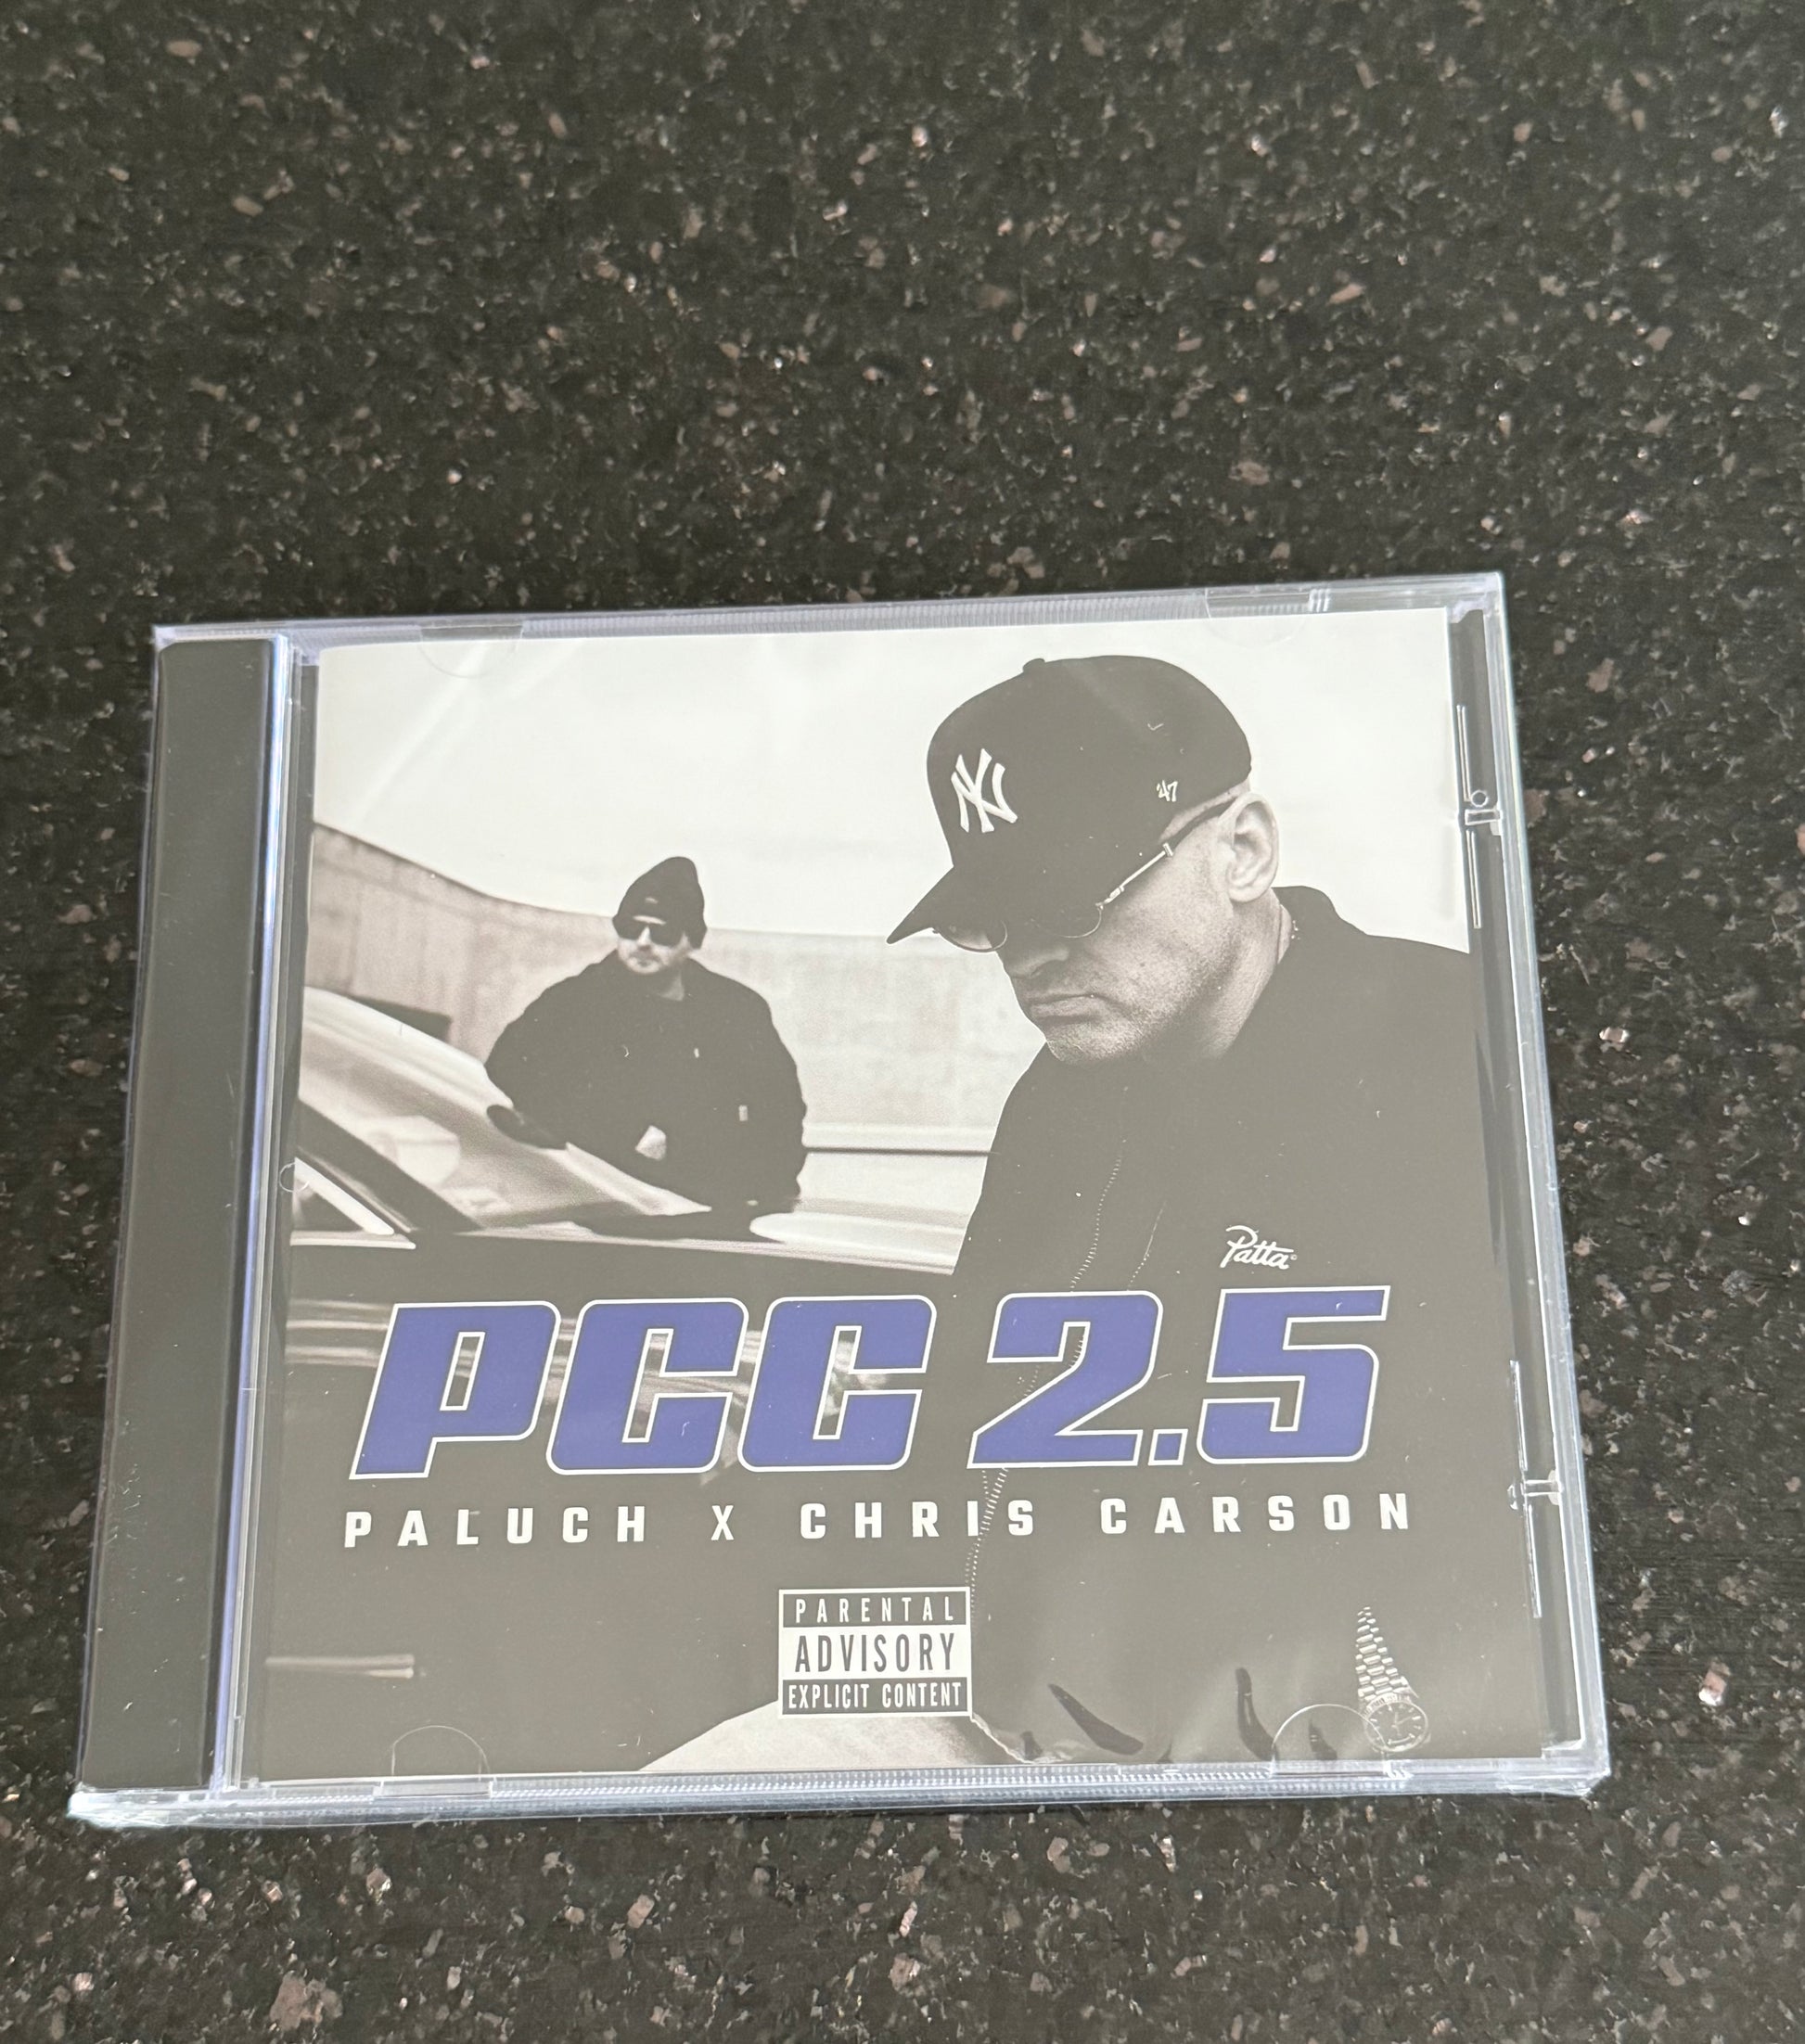 NY
47
Patta
PCC 2.5
PALUCH X CHRIS CARSON
PARENTAL
ADVISORY
EXPLICIT CONTENT